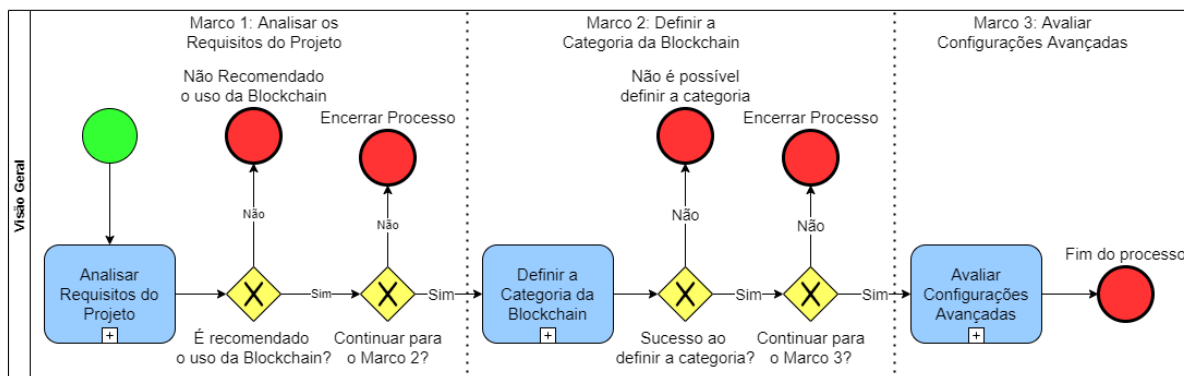 Visão Geral
Marco 1: Analisar os
Requisitos do Projeto
Não Recomendado
o uso da Blockchain
Encerrar Processo
Não
Não
Analisar
Requisitos do
Projeto
Sim
Sim
É recomendado
o uso da Blockchain?
Continuar para
o Marco 2?
Marco 2: Definir a
Categoria da Blockchain
Não é possível
definir a categoria
Encerrar Processo
Não
Não
Definir a
Categoria da
Blockchain
Sim
Sim
Sucesso ao
definir a categoria?
Continuar para
o Marco 3?
Marco 3: Avaliar
Configurações Avançadas
Avaliar
Configurações
Avançadas
Fim do processo